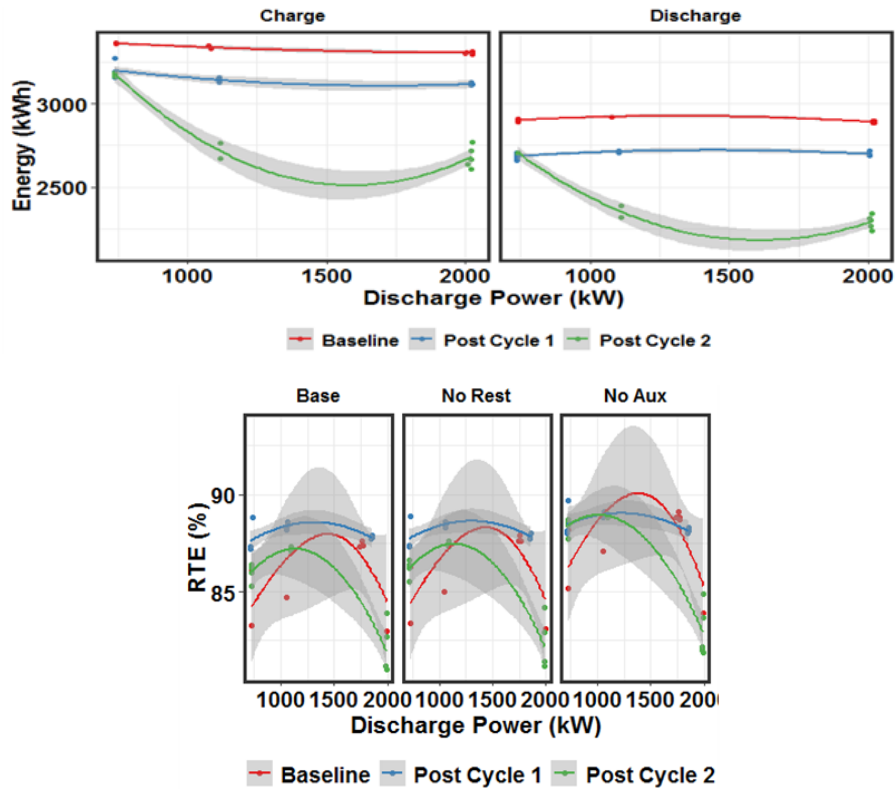 Charge Discharge
Energy (kWh)
3000
2500
1000 1500 2000 1000 1500 2000
Discharge Power (kW)
Baseline Post Cycle 1 Post Cycle 2
Base No Rest No Aux
RTE (%)
90
85
1000 1500 2000 1000 1500 2000 1000 1500 2000
Discharge Power (kW)
Baseline Post Cycle 1 Post Cycle 2